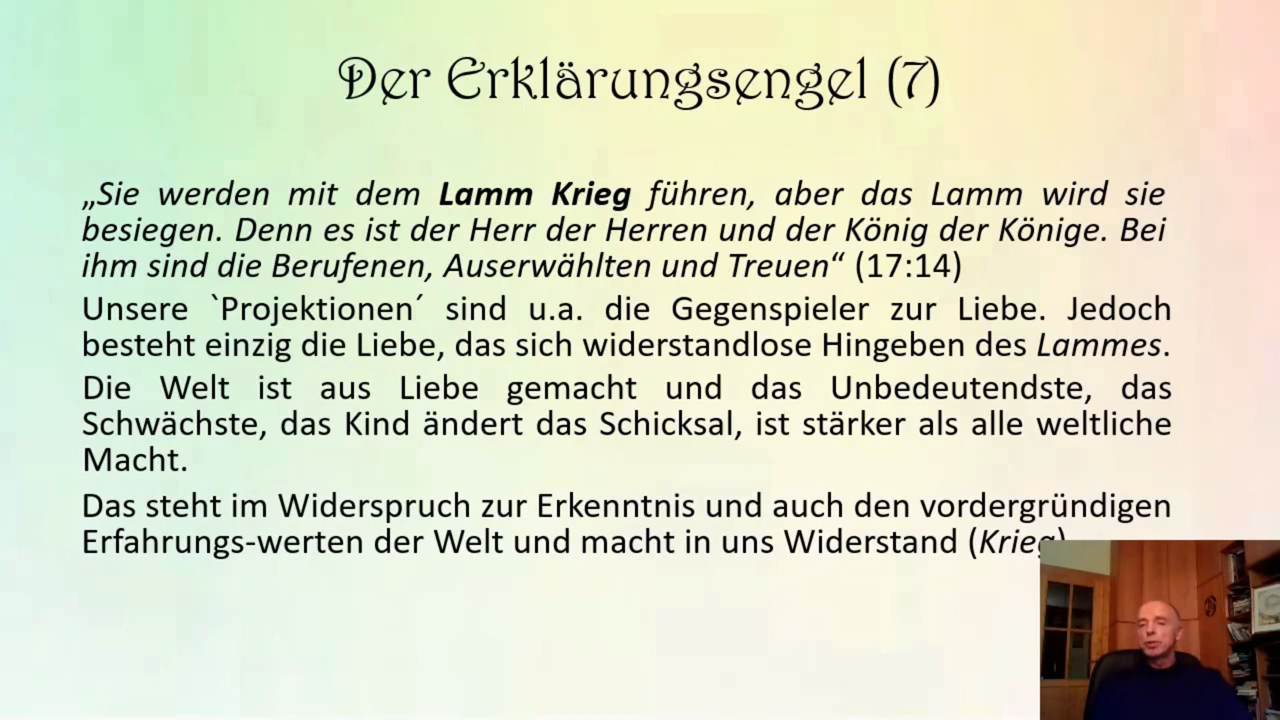 Der Erklärungsengel (7)
„Sie werden mit dem Lamm Krieg führen, aber das Lamm wird sie
besiegen. Denn es ist der Herr der Herren und der König der Könige. Bei
ihm sind die Berufenen, Auserwählten und Treuen“ (17:14)
Unsere `Projektionen´ sind u.a. die Gegenspieler zur Liebe. Jedoch
besteht einzig die Liebe, das sich widerstandlose Hingeben des Lammes.
Die Welt ist aus Liebe gemacht und das Unbedeutendste, das
Schwächste, das Kind ändert das Schicksal, ist stärker als alle weltliche
Macht.
Das steht im Widerspruch zur Erkenntnis und auch den vordergründigen
Erfahrungs-werten der Welt und macht in uns Widerstand (Krieg)